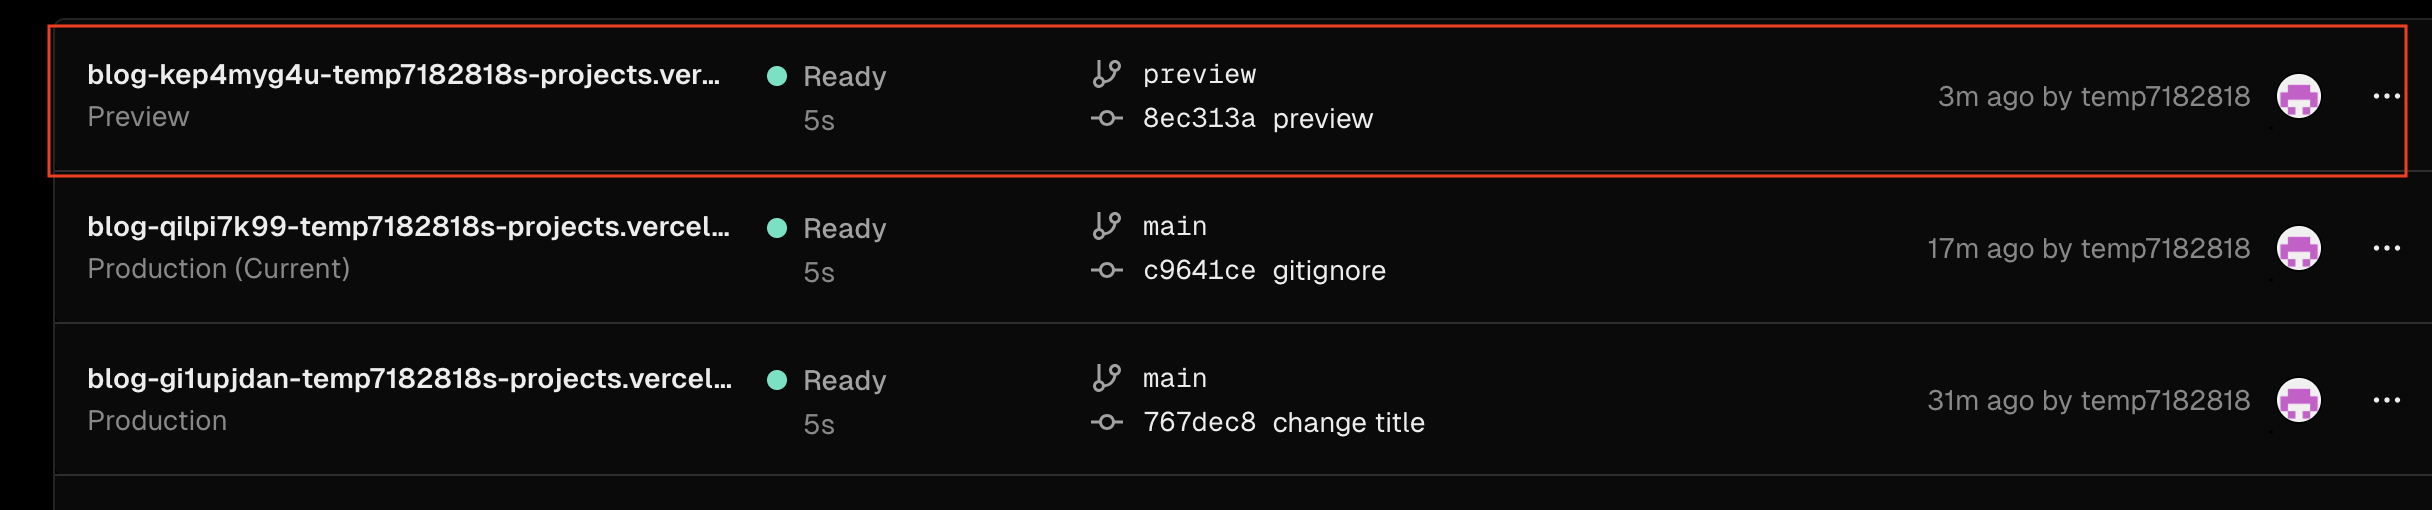 blog-kep4myg4u-temp7182818s-projects.ver...
Preview
Ready
5s
preview
8ec313a preview
3m ago by temp7182818
blog-qilpi7k99-temp7182818s-projects.vercel...
Production (Current)
Ready
5s
main
c9641ce gitignore
17m ago by temp7182818
blog-gi1upjdan-temp7182818s-projects.vercel...
Production
Ready
5s
main
767dec8 change title
31m ago by temp7182818